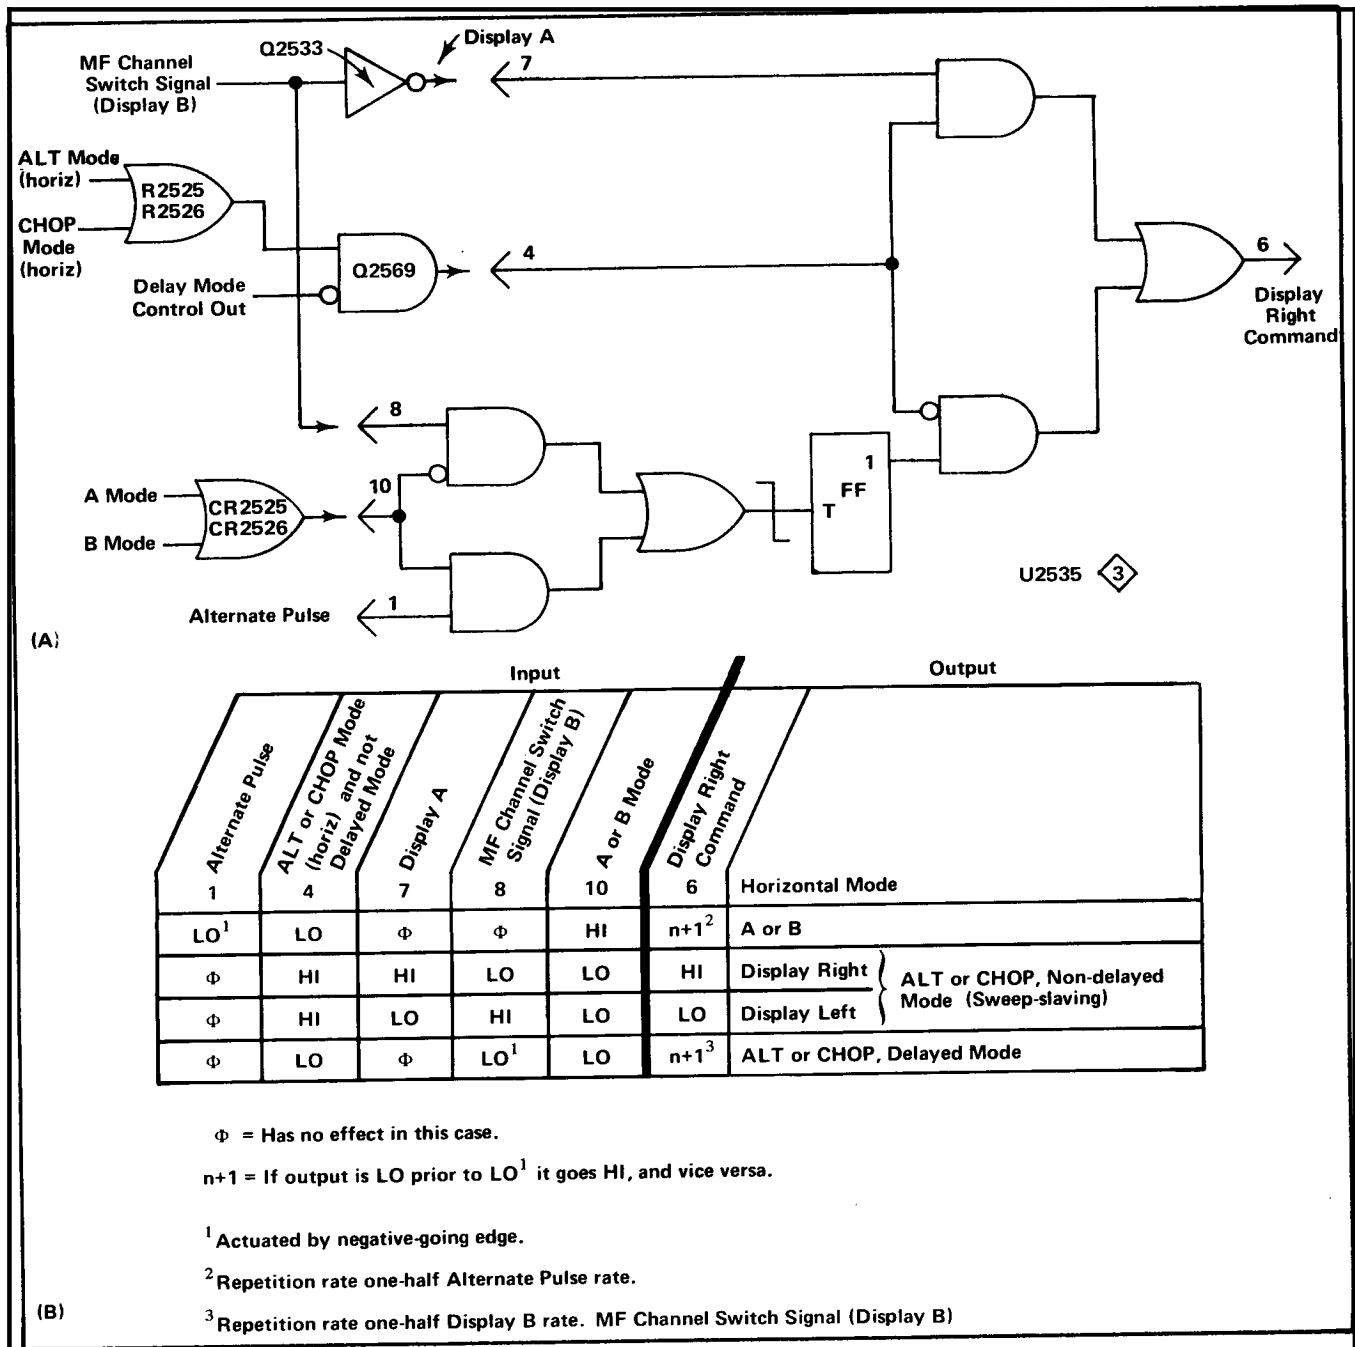 Q2533
Display A
MF Channel
Switch Signal
(Display B)
7
ALT Mode
(horiz)
R2525
R2526
CHOP
Mode
(horiz)
Q2569
4
6
Delay Mode
Control Out
Display
Right
Command
8
10
A Mode
CR2525
CR2526
B Mode
1
FF
T
U2535 3
Alternate Pulse
1
(A)
Input
Output
Alternate Pulse
ALT or CHOP Mode
(horiz) and not
Delayed Mode
Display A
MF Channel Switch
Signal (Display B)
A or B Mode
Display Right
Command
1 4 7 8 10 6 Horizontal Mode
LO¹ LO Φ Φ HI n+1² A or B
Φ HI HI LO LO HI Display Right
ALT or CHOP, Non-delayed
Mode (Sweep-slaving)
Φ HI LO HI LO LO Display Left
Φ LO Φ LO¹ LO n+1³ ALT or CHOP, Delayed Mode
Φ = Has no effect in this case.
n+1 = If output is LO prior to LO¹ it goes HI, and vice versa.
¹ Actuated by negative-going edge.
² Repetition rate one-half Alternate Pulse rate.
³ Repetition rate one-half Display B rate. MF Channel Switch Signal (Display B)
(B)